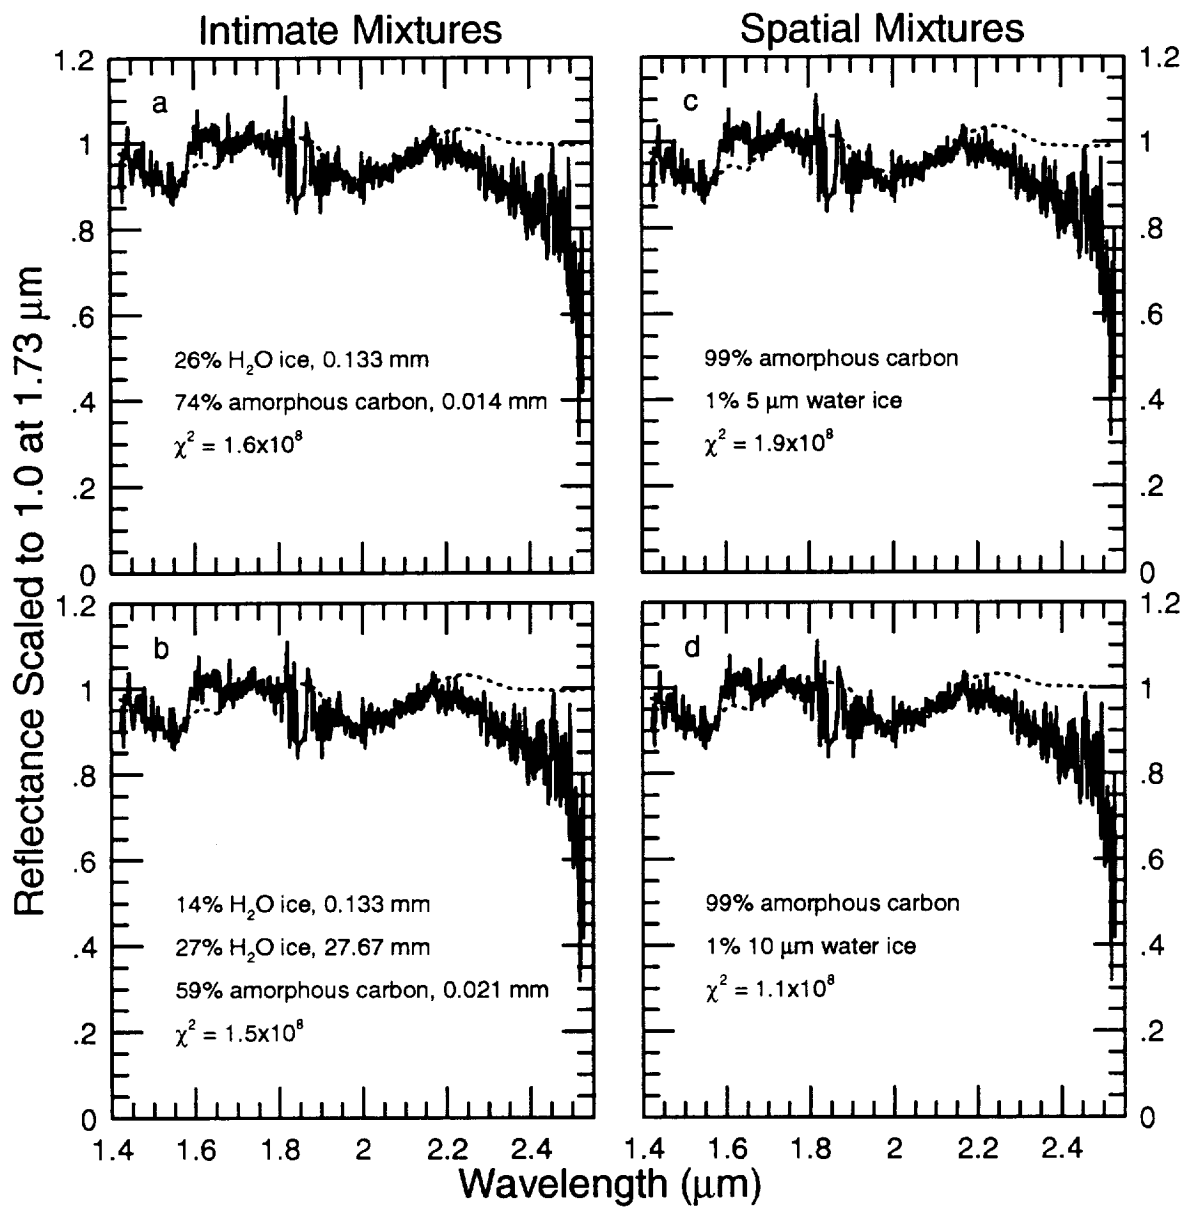 Intimate Mixtures
Spatial Mixtures
Reflectance Scaled to 1.0 at 1.73 μm
1.2
1
.8
.6
.4
.2
0
a
26% H₂O ice, 0.133 mm
74% amorphous carbon, 0.014 mm
χ² = 1.6x10⁸
c
99% amorphous carbon
1% 5 μm water ice
χ² = 1.9x10⁸
1.2
1
.8
.6
.4
.2
0
1.2
1
.8
.6
.4
.2
0
b
14% H₂O ice, 0.133 mm
27% H₂O ice, 27.67 mm
59% amorphous carbon, 0.021 mm
χ² = 1.5x10⁸
d
99% amorphous carbon
1% 10 μm water ice
χ² = 1.1x10⁸
1.2
1
.8
.6
.4
.2
0
1.4 1.6 1.8 2 2.2 2.4
1.4 1.6 1.8 2 2.2 2.4
Wavelength (μm)